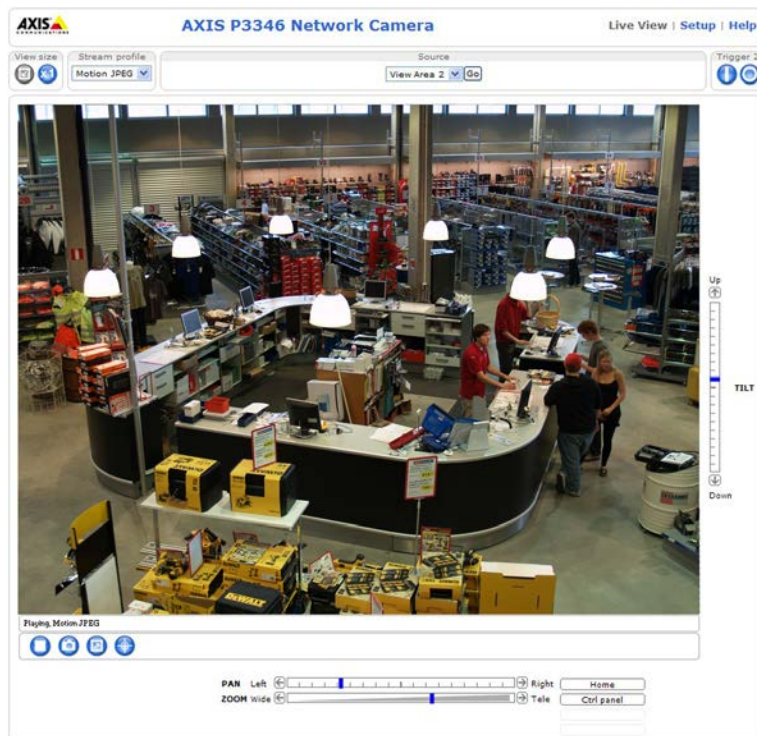 AXIS
COMMUNICATIONS
AXIS P3346 Network Camera
Live View | Setup | Help
View size
Stream profile
Source
Trigger 2
Motion JPEG
View Area 2
Go
Up
TILT
Down
DEWALT
Playing, Motion JPEG
PAN Left
Right
Home
ZOOM Wide
Tele
Ctrl panel